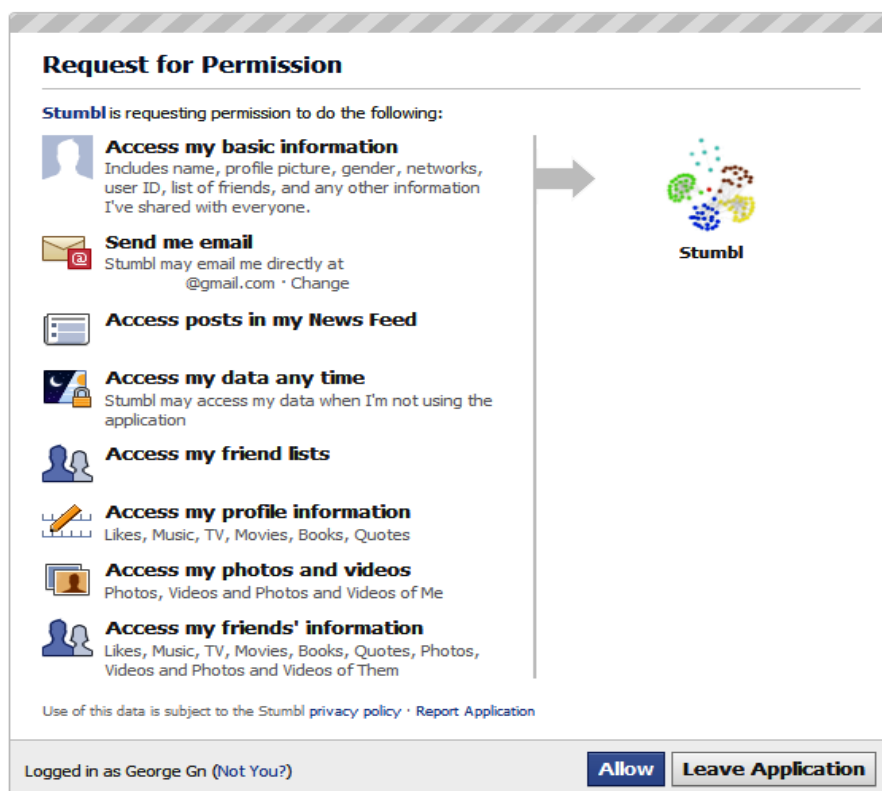 Request for Permission
Stumbl is requesting permission to do the following:
Access my basic information
Includes name, profile picture, gender, networks,
user ID, list of friends, and any other information
I've shared with everyone.
Send me email
Stumbl may email me directly at
@gmail.com · Change
Access posts in my News Feed
Access my data any time
Stumbl may access my data when I'm not using the
application
Access my friend lists
Access my profile information
Likes, Music, TV, Movies, Books, Quotes
Access my photos and videos
Photos, Videos and Photos and Videos of Me
Access my friends' information
Likes, Music, TV, Movies, Books, Quotes, Photos,
Videos and Photos and Videos of Them
Stumbl
Use of this data is subject to the Stumbl privacy policy · Report Application
Logged in as George Gn (Not You?)
Allow
Leave Application